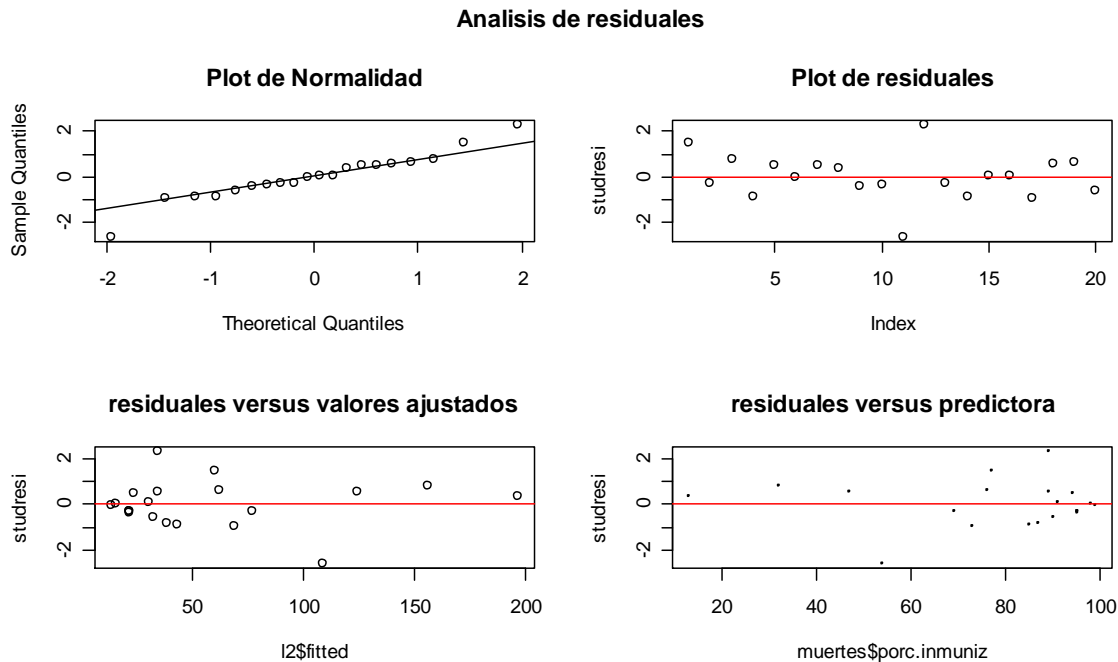 Analisis de residuales
Plot de Normalidad
Sample Quantiles
2
0
-2
-2
-1
0
1
2
Theoretical Quantiles
Plot de residuales
studresi
2
0
-2
5
10
15
20
Index
residuales versus valores ajustados
studresi
2
0
-2
50
100
150
200
l2$fitted
residuales versus predictora
studresi
2
0
-2
20
40
60
80
100
muertes$porc.inmuniz